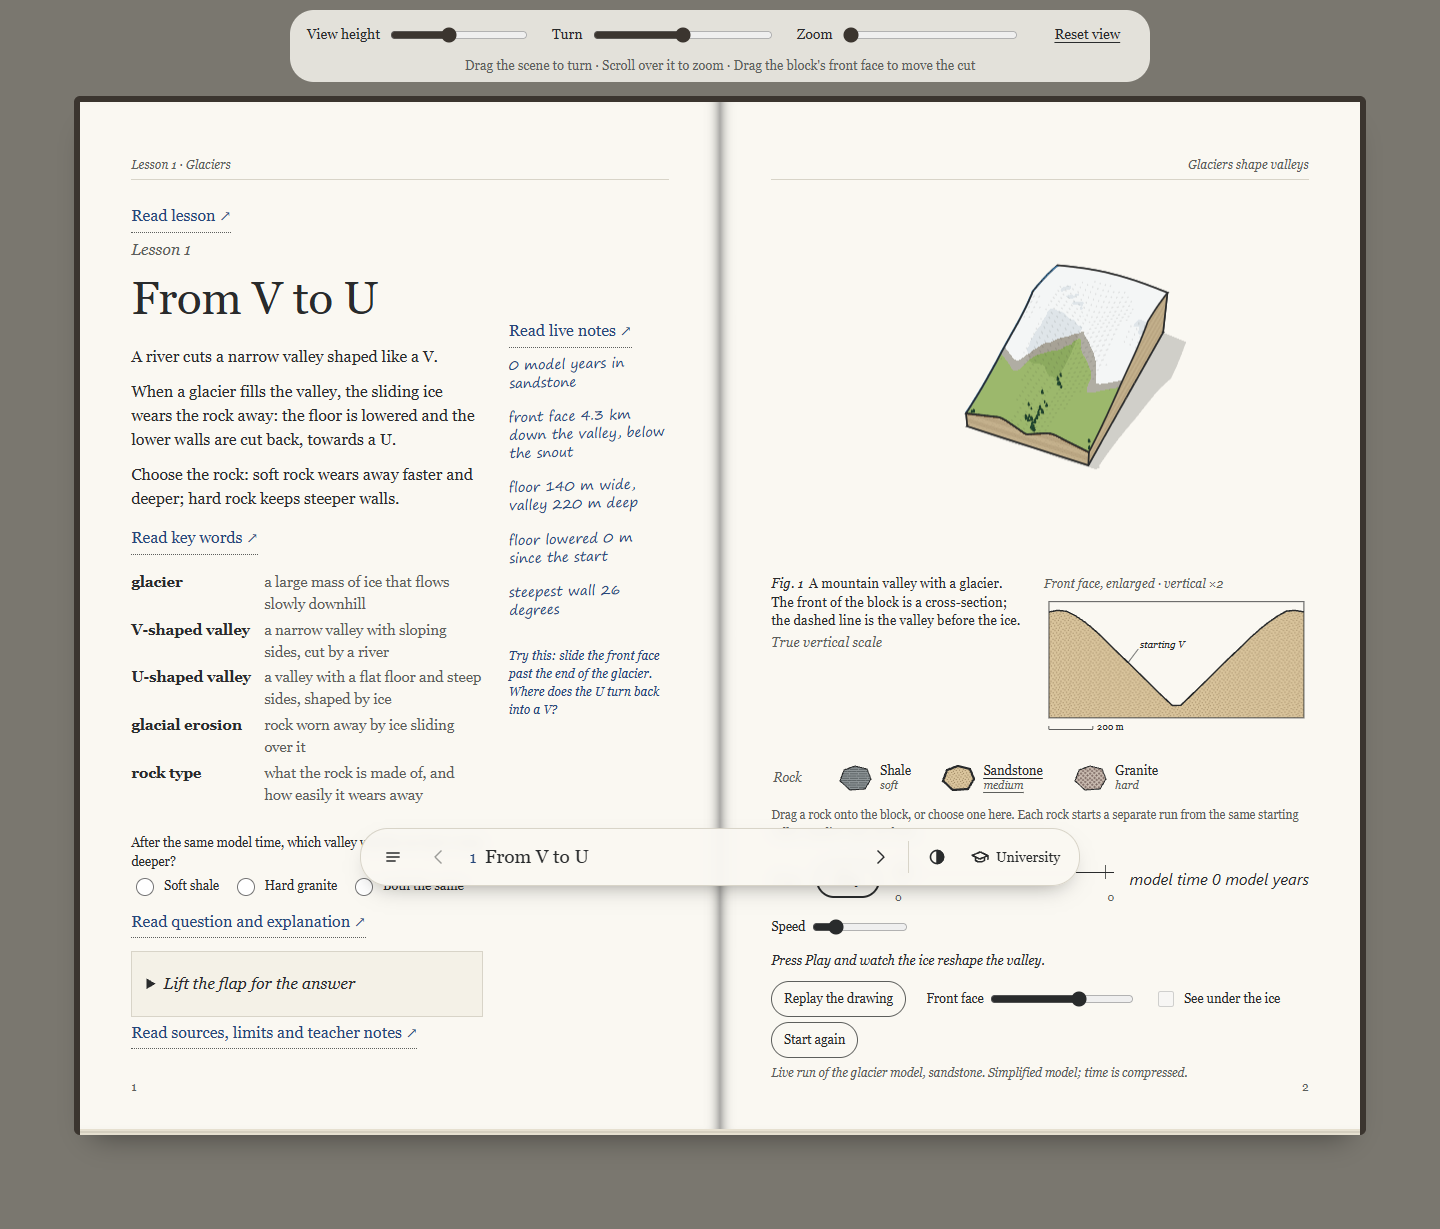 View height
Turn
Zoom
Reset view
Drag the scene to turn · Scroll over it to zoom · Drag the block's front face to move the cut
Lesson 1 · Glaciers
Read lesson ↗
Lesson 1
From V to U
A river cuts a narrow valley shaped like a V.
When a glacier fills the valley, the sliding ice
wears the rock away: the floor is lowered and the
lower walls are cut back, towards a U.
Choose the rock: soft rock wears away faster and
deeper; hard rock keeps steeper walls.
Read key words ↗
glacier a large mass of ice that flows
slowly downhill
V-shaped valley a narrow valley with sloping
sides, cut by a river
U-shaped valley a valley with a flat floor and steep
sides, shaped by ice
glacial erosion rock worn away by ice sliding
over it
rock type what the rock is made of, and
how easily it wears away
After the same model time, which valley
deeper?
Soft shale
Hard granite
Both the same
Read question and explanation ↗
▶ Lift the flap for the answer
Read sources, limits and teacher notes ↗
1
Read live notes ↗
0 model years in
sandstone
front face 4.3 km
down the valley, below
the snout
floor 140 m wide,
valley 220 m deep
floor lowered 0 m
since the start
steepest wall 26
degrees
Try this: slide the front face
past the end of the glacier.
Where does the U turn back
into a V?
Glaciers shape valleys
Fig. 1 A mountain valley with a glacier.
The front of the block is a cross-section;
the dashed line is the valley before the ice.
True vertical scale
Front face, enlarged · vertical ×2
starting V
200 m
Rock
Shale
soft
Sandstone
medium
Granite
hard
Drag a rock onto the block, or choose one here. Each rock starts a separate run from the same starting
1 From V to U
University
0
0
model time 0 model years
Speed
Press Play and watch the ice reshape the valley.
Replay the drawing
Front face
See under the ice
Start again
Live run of the glacier model, sandstone. Simplified model; time is compressed.
2